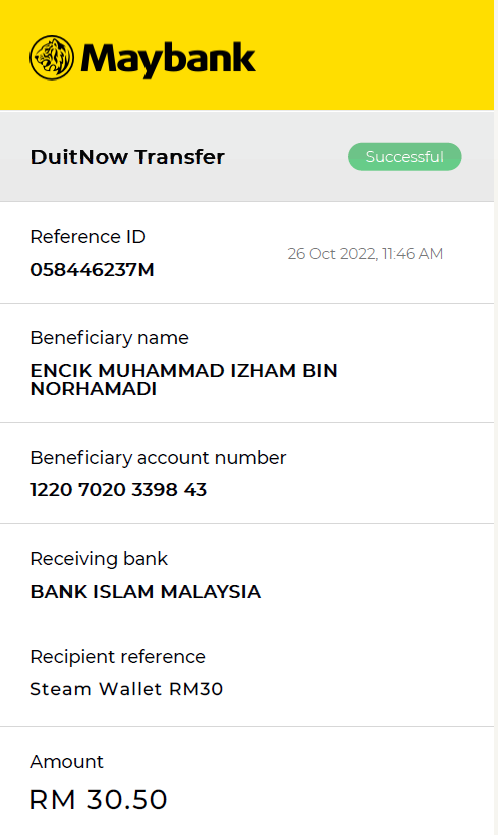 Maybank
DuitNow Transfer
Successful
Reference ID
26 Oct 2022, 11:46 AM
058446237M
Beneficiary name
ENCIK MUHAMMAD IZHAM BIN
NORHAMADI
Beneficiary account number
1220 7020 3398 43
Receiving bank
BANK ISLAM MALAYSIA
Recipient reference
Steam Wallet RM30
Amount
RM 30.50